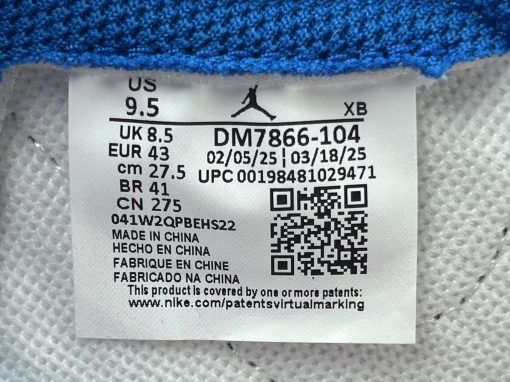 US
9.5
XB
UK 8.5
DM7866-104
EUR 43
02/05/25 | 03/18/25
cm 27.5
UPC 00198481029471
BR 41
CN 275
041W2QPBEHS22
MADE IN CHINA
HECHO EN CHINA
FABRIQUE EN CHINE
FABRICADO NA CHINA
This product is covered by one or more patents:
www.nike.com/patentsvirtualmarking